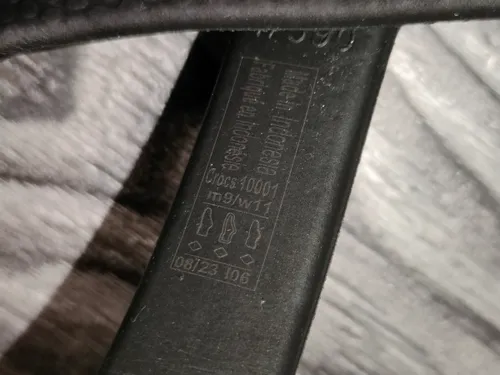 Made in Indonesia
Fabriqué en Indonésie
Crocs 10001
m9/w11
08/23 106